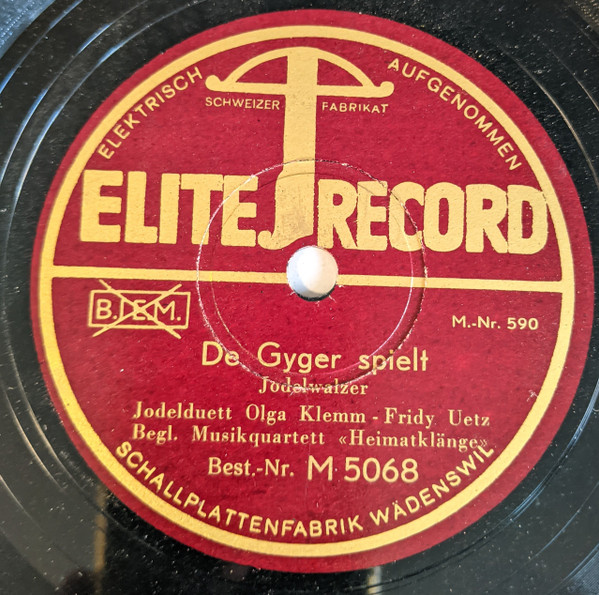 ELEKTRISCH AUFGENOMMEN
SCHWEIZER FABRIKAT
ELITE RECORD
B.I.E.M.
M.-Nr. 590
De Gyger spielt
Jodelwalzer
Jodelduett Olga Klemm - Fridy Uetz
Begl. Musikquartett «Heimatklänge»
Best.-Nr. M 5068
SCHALLPLATTENFABRIK WÄDENSWIL